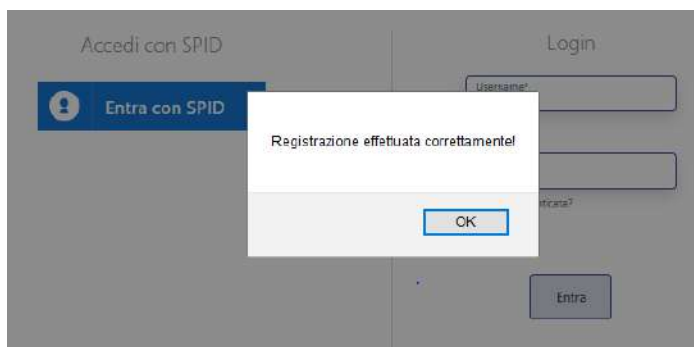 Accedi con SPID
Login
Entra con SPID
Username*
Registrazione effettuata correttamente!
OK
Entra